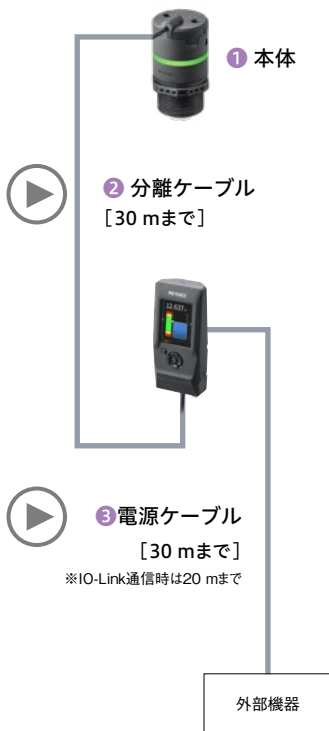 ❶ 本体
❷ 分離ケーブル
[30 mまで]
KEYENCE
❸電源ケーブル
[30 mまで]
※IO-Link通信時は20 mまで
外部機器